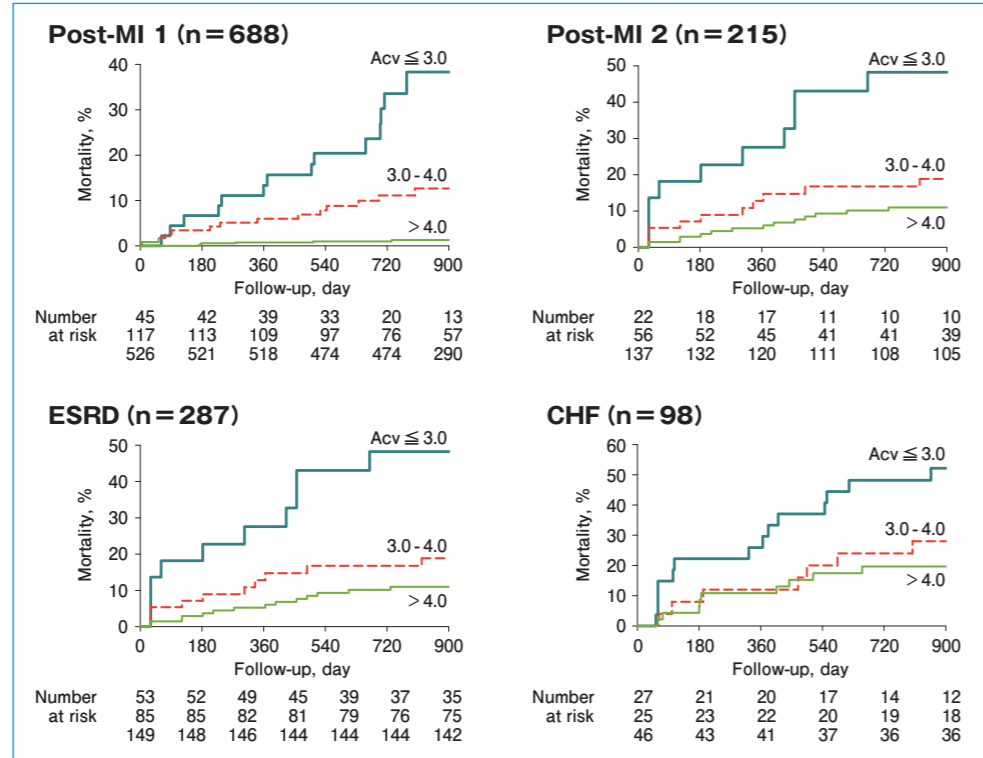 Post-MI 1 (n=688)
Mortality, %
40
30
20
10
0
Acv ≦ 3.0
3.0-4.0
>4.0
0 180 360 540 720 900
Follow-up, day
Number 45 42 39 33 20 13
at risk 117 113 109 97 76 57
526 521 518 474 474 290
Post-MI 2 (n=215)
Mortality, %
50
40
30
20
10
0
Acv ≦ 3.0
3.0-4.0
>4.0
0 180 360 540 720 900
Follow-up, day
Number 22 18 17 11 10 10
at risk 56 52 45 41 41 39
137 132 120 111 108 105
ESRD (n=287)
Mortality, %
50
40
30
20
10
0
Acv ≦ 3.0
3.0-4.0
>4.0
0 180 360 540 720 900
Follow-up, day
Number 53 52 49 45 39 37 35
at risk 85 85 82 81 79 76 75
149 148 146 144 144 144 142
CHF (n=98)
Mortality, %
60
50
40
30
20
10
0
Acv ≦ 3.0
3.0-4.0
>4.0
0 180 360 540 720 900
Follow-up, day
Number 27 21 20 17 14 12
at risk 25 23 22 20 19 18
46 43 41 37 36 36